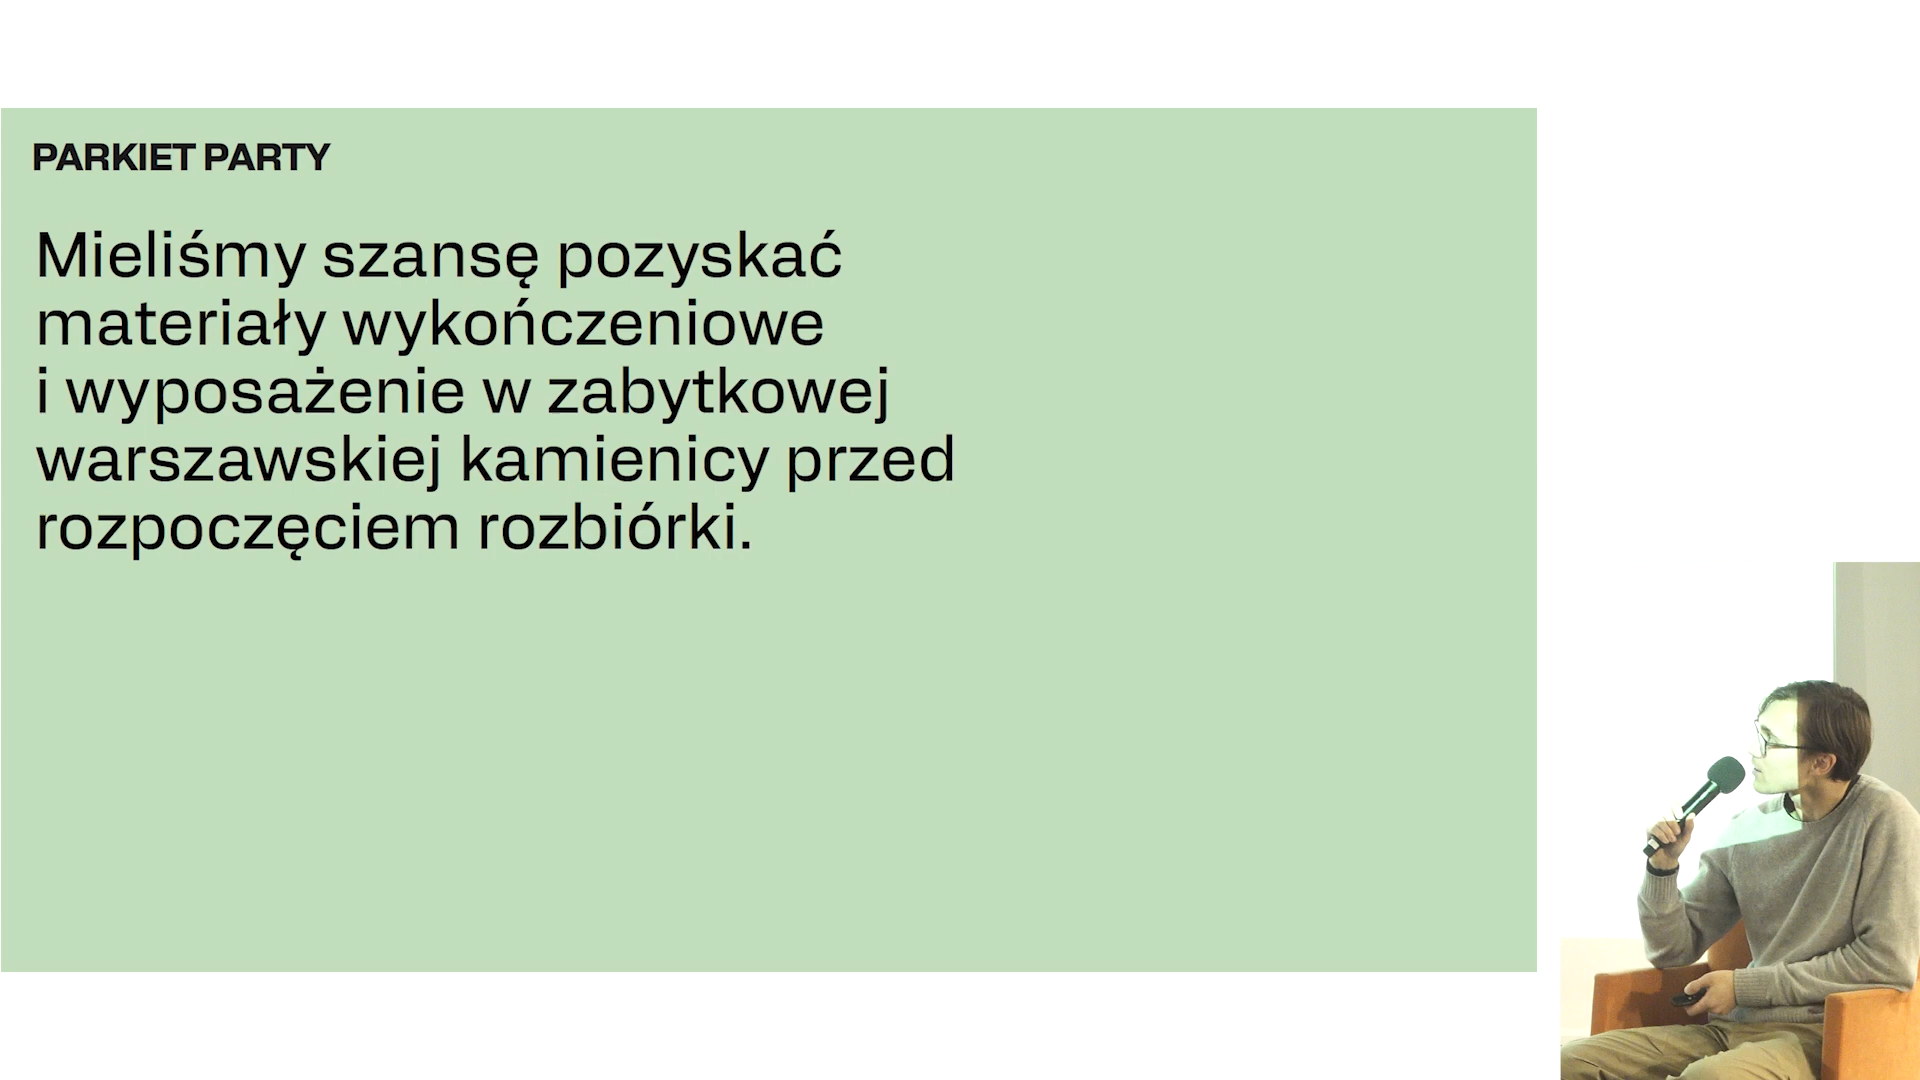 PARKIET PARTY
Mieliśmy szansę pozyskać
materiały wykończeniowe
i wyposażenie w zabytkowej
warszawskiej kamienicy przed
rozpoczęciem rozbiórki.